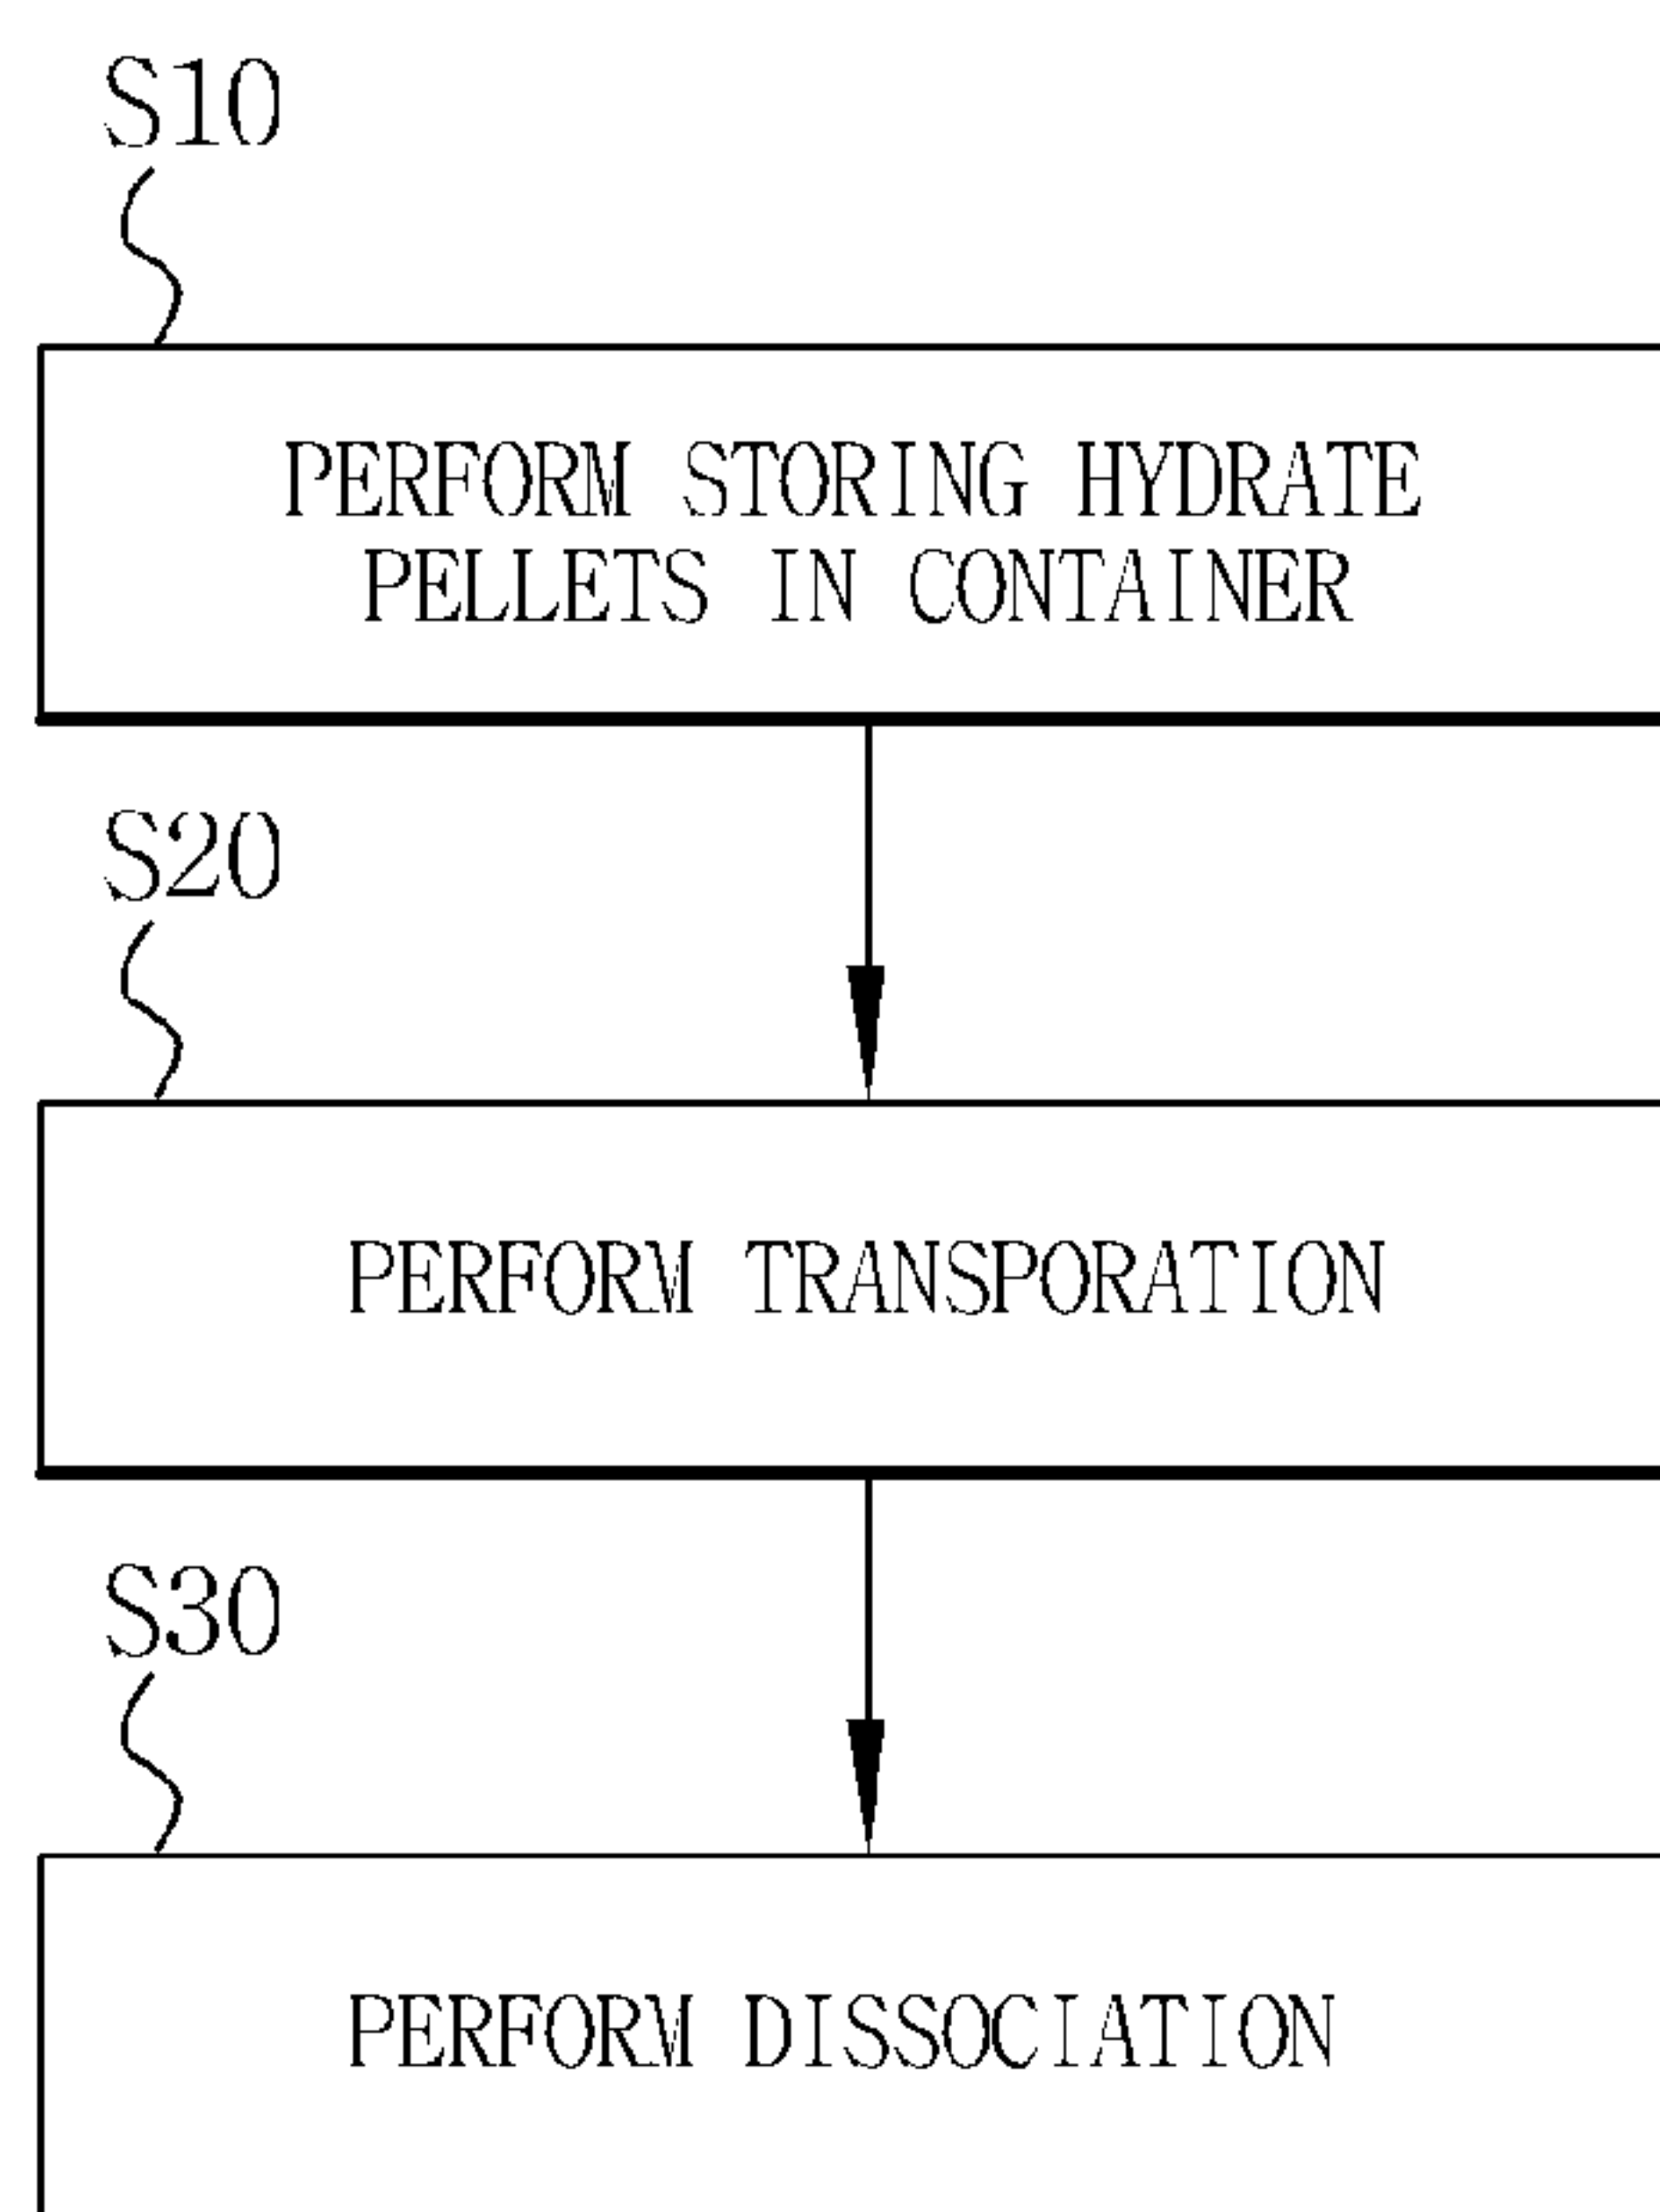 S10
PERFORM STORING HYDRATE
PELLETS IN CONTAINER
S20
PERFORM TRANSPORATION
S30
PERFORM DISSOCIATION